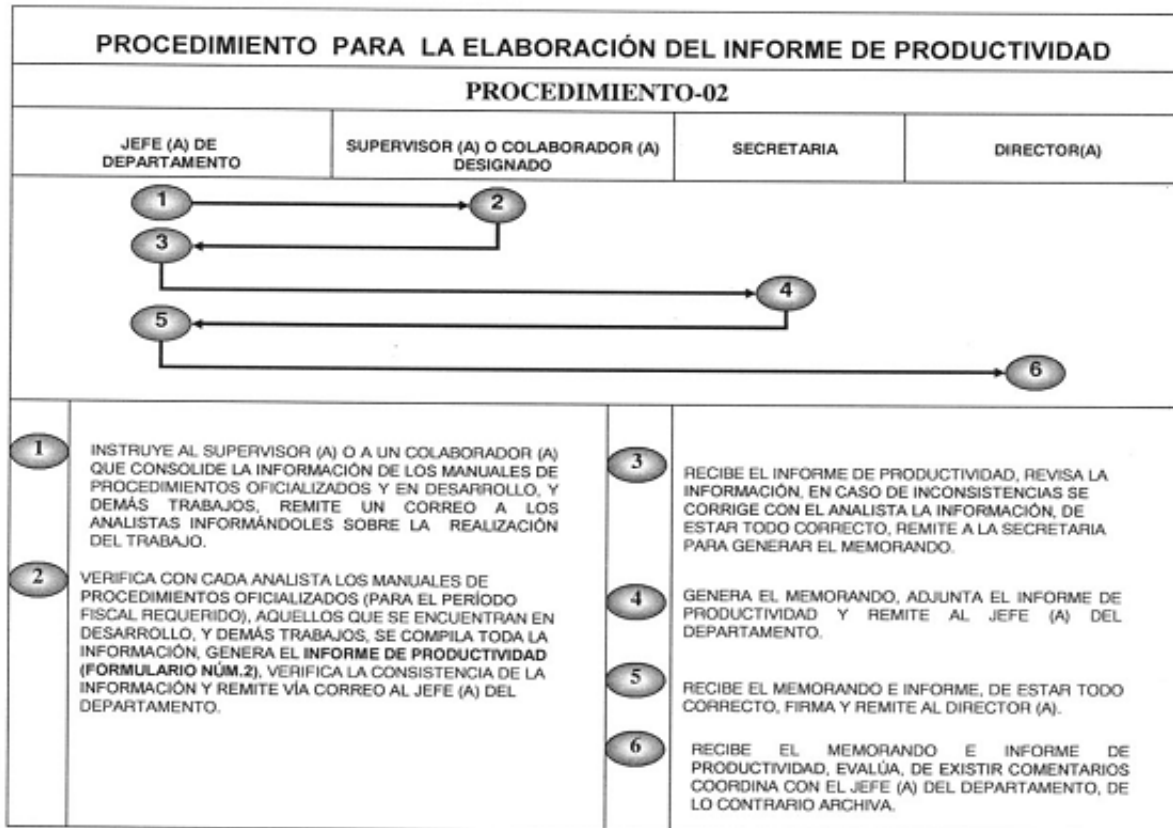 PROCEDIMIENTO PARA LA ELABORACIÓN DEL INFORME DE PRODUCTIVIDAD
PROCEDIMIENTO-02
JEFE (A) DE
DEPARTAMENTO
SUPERVISOR (A) O COLABORADOR (A)
DESIGNADO
SECRETARIA
DIRECTOR(A)
1
2
3
4
5
6
1
INSTRUYE AL SUPERVISOR (A) O A UN COLABORADOR (A)
QUE CONSOLIDE LA INFORMACIÓN DE LOS MANUALES DE
PROCEDIMIENTOS OFICIALIZADOS Y EN DESARROLLO, Y
DEMÁS TRABAJOS, REMITE UN CORREO A LOS
ANALISTAS INFORMÁNDOLES SOBRE LA REALIZACIÓN
DEL TRABAJO.
2
VERIFICA CON CADA ANALISTA LOS MANUALES DE
PROCEDIMIENTOS OFICIALIZADOS (PARA EL PERÍODO
FISCAL REQUERIDO), AQUELLOS QUE SE ENCUENTRAN EN
DESARROLLO, Y DEMÁS TRABAJOS, SE COMPILA TODA LA
INFORMACIÓN, GENERA EL INFORME DE PRODUCTIVIDAD
(FORMULARIO NÚM.2), VERIFICA LA CONSISTENCIA DE LA
INFORMACIÓN Y REMITE VÍA CORREO AL JEFE (A) DEL
DEPARTAMENTO.
3
RECIBE EL INFORME DE PRODUCTIVIDAD, REVISA LA
INFORMACIÓN, EN CASO DE INCONSISTENCIAS SE
CORRIGE CON EL ANALISTA LA INFORMACIÓN, DE
ESTAR TODO CORRECTO, REMITE A LA SECRETARIA
PARA GENERAR EL MEMORANDO.
4
GENERA EL MEMORANDO, ADJUNTA EL INFORME DE
PRODUCTIVIDAD Y REMITE AL JEFE (A) DEL
DEPARTAMENTO.
5
RECIBE EL MEMORANDO E INFORME, DE ESTAR TODO
CORRECTO, FIRMA Y REMITE AL DIRECTOR (A).
6
RECIBE EL MEMORANDO E INFORME DE
PRODUCTIVIDAD, EVALÚA, DE EXISTIR COMENTARIOS
COORDINA CON EL JEFE (A) DEL DEPARTAMENTO, DE
LO CONTRARIO ARCHIVA.